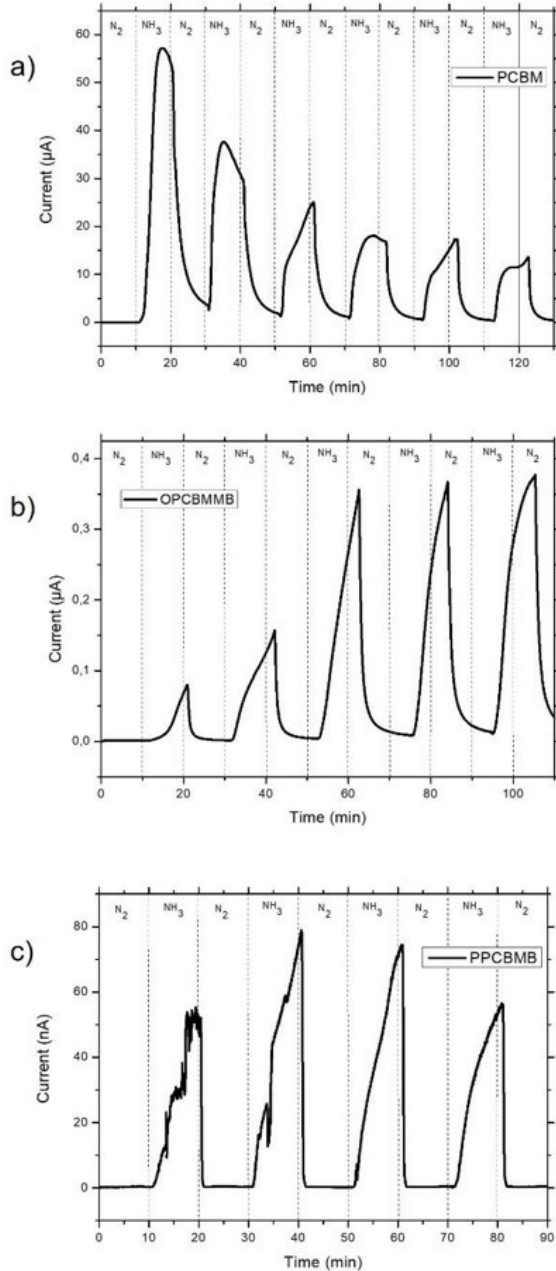 a)
N2 NH3 N2 NH3 N2 NH3 N2 NH3 N2 NH3 N2 NH3 N2
PCBM
Current (µA)
60
50
40
30
20
10
0
0 20 40 60 80 100 120
Time (min)
b)
N2 NH3 N2 NH3 N2 NH3 N2 NH3 N2 NH3 N2
OPCBMMB
Current (µA)
0,4
0,3
0,2
0,1
0,0
0 20 40 60 80 100
Time (min)
c)
N2 NH3 N2 NH3 N2 NH3 N2 NH3 N2
PPCBMB
Current (nA)
80
60
40
20
0
0 10 20 30 40 50 60 70 80 90
Time (min)